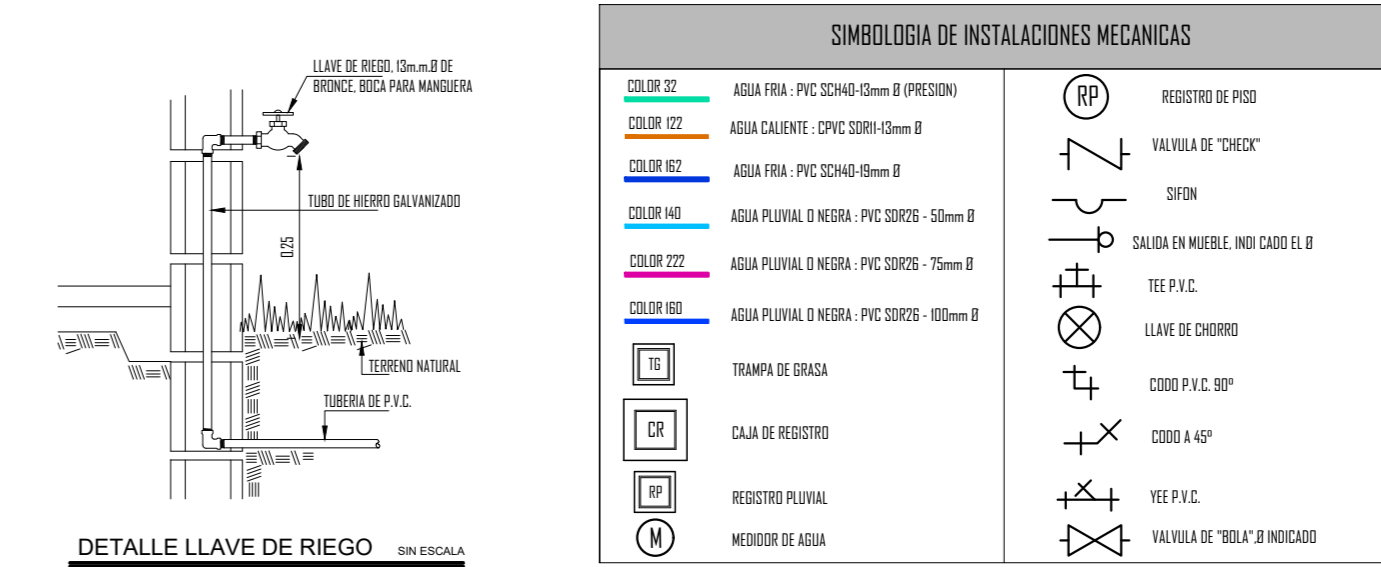 LLAVE DE RIEGO, 13m.m.Ø DE
BRONCE, BOCA PARA MANGUERA
TUBO DE HIERRO GALVANIZADO
0.25
TERRENO NATURAL
TUBERIA DE P.V.C.
DETALLE LLAVE DE RIEGO SIN ESCALA
SIMBOLOGIA DE INSTALACIONES MECANICAS
COLOR 32 AGUA FRIA : PVC SCH40-13mm Ø (PRESION)
COLOR 122 AGUA CALIENTE : CPVC SDR11-13mm Ø
COLOR 162 AGUA FRIA : PVC SCH40-19mm Ø
COLOR 140 AGUA PLUVIAL O NEGRA : PVC SDR26 - 50mm Ø
COLOR 222 AGUA PLUVIAL O NEGRA : PVC SDR26 - 75mm Ø
COLOR 160 AGUA PLUVIAL O NEGRA : PVC SDR26 - 100mm Ø
TG TRAMPA DE GRASA
CR CAJA DE REGISTRO
RP REGISTRO PLUVIAL
M MEDIDOR DE AGUA
RP REGISTRO DE PISO
VALVULA DE "CHECK"
SIFON
SALIDA EN MUEBLE, INDI CADO EL Ø
TEE P.V.C.
LLAVE DE CHORRO
CODO P.V.C. 90º
CODO A 45º
YEE P.V.C.
VALVULA DE "BOLA",Ø INDICADO